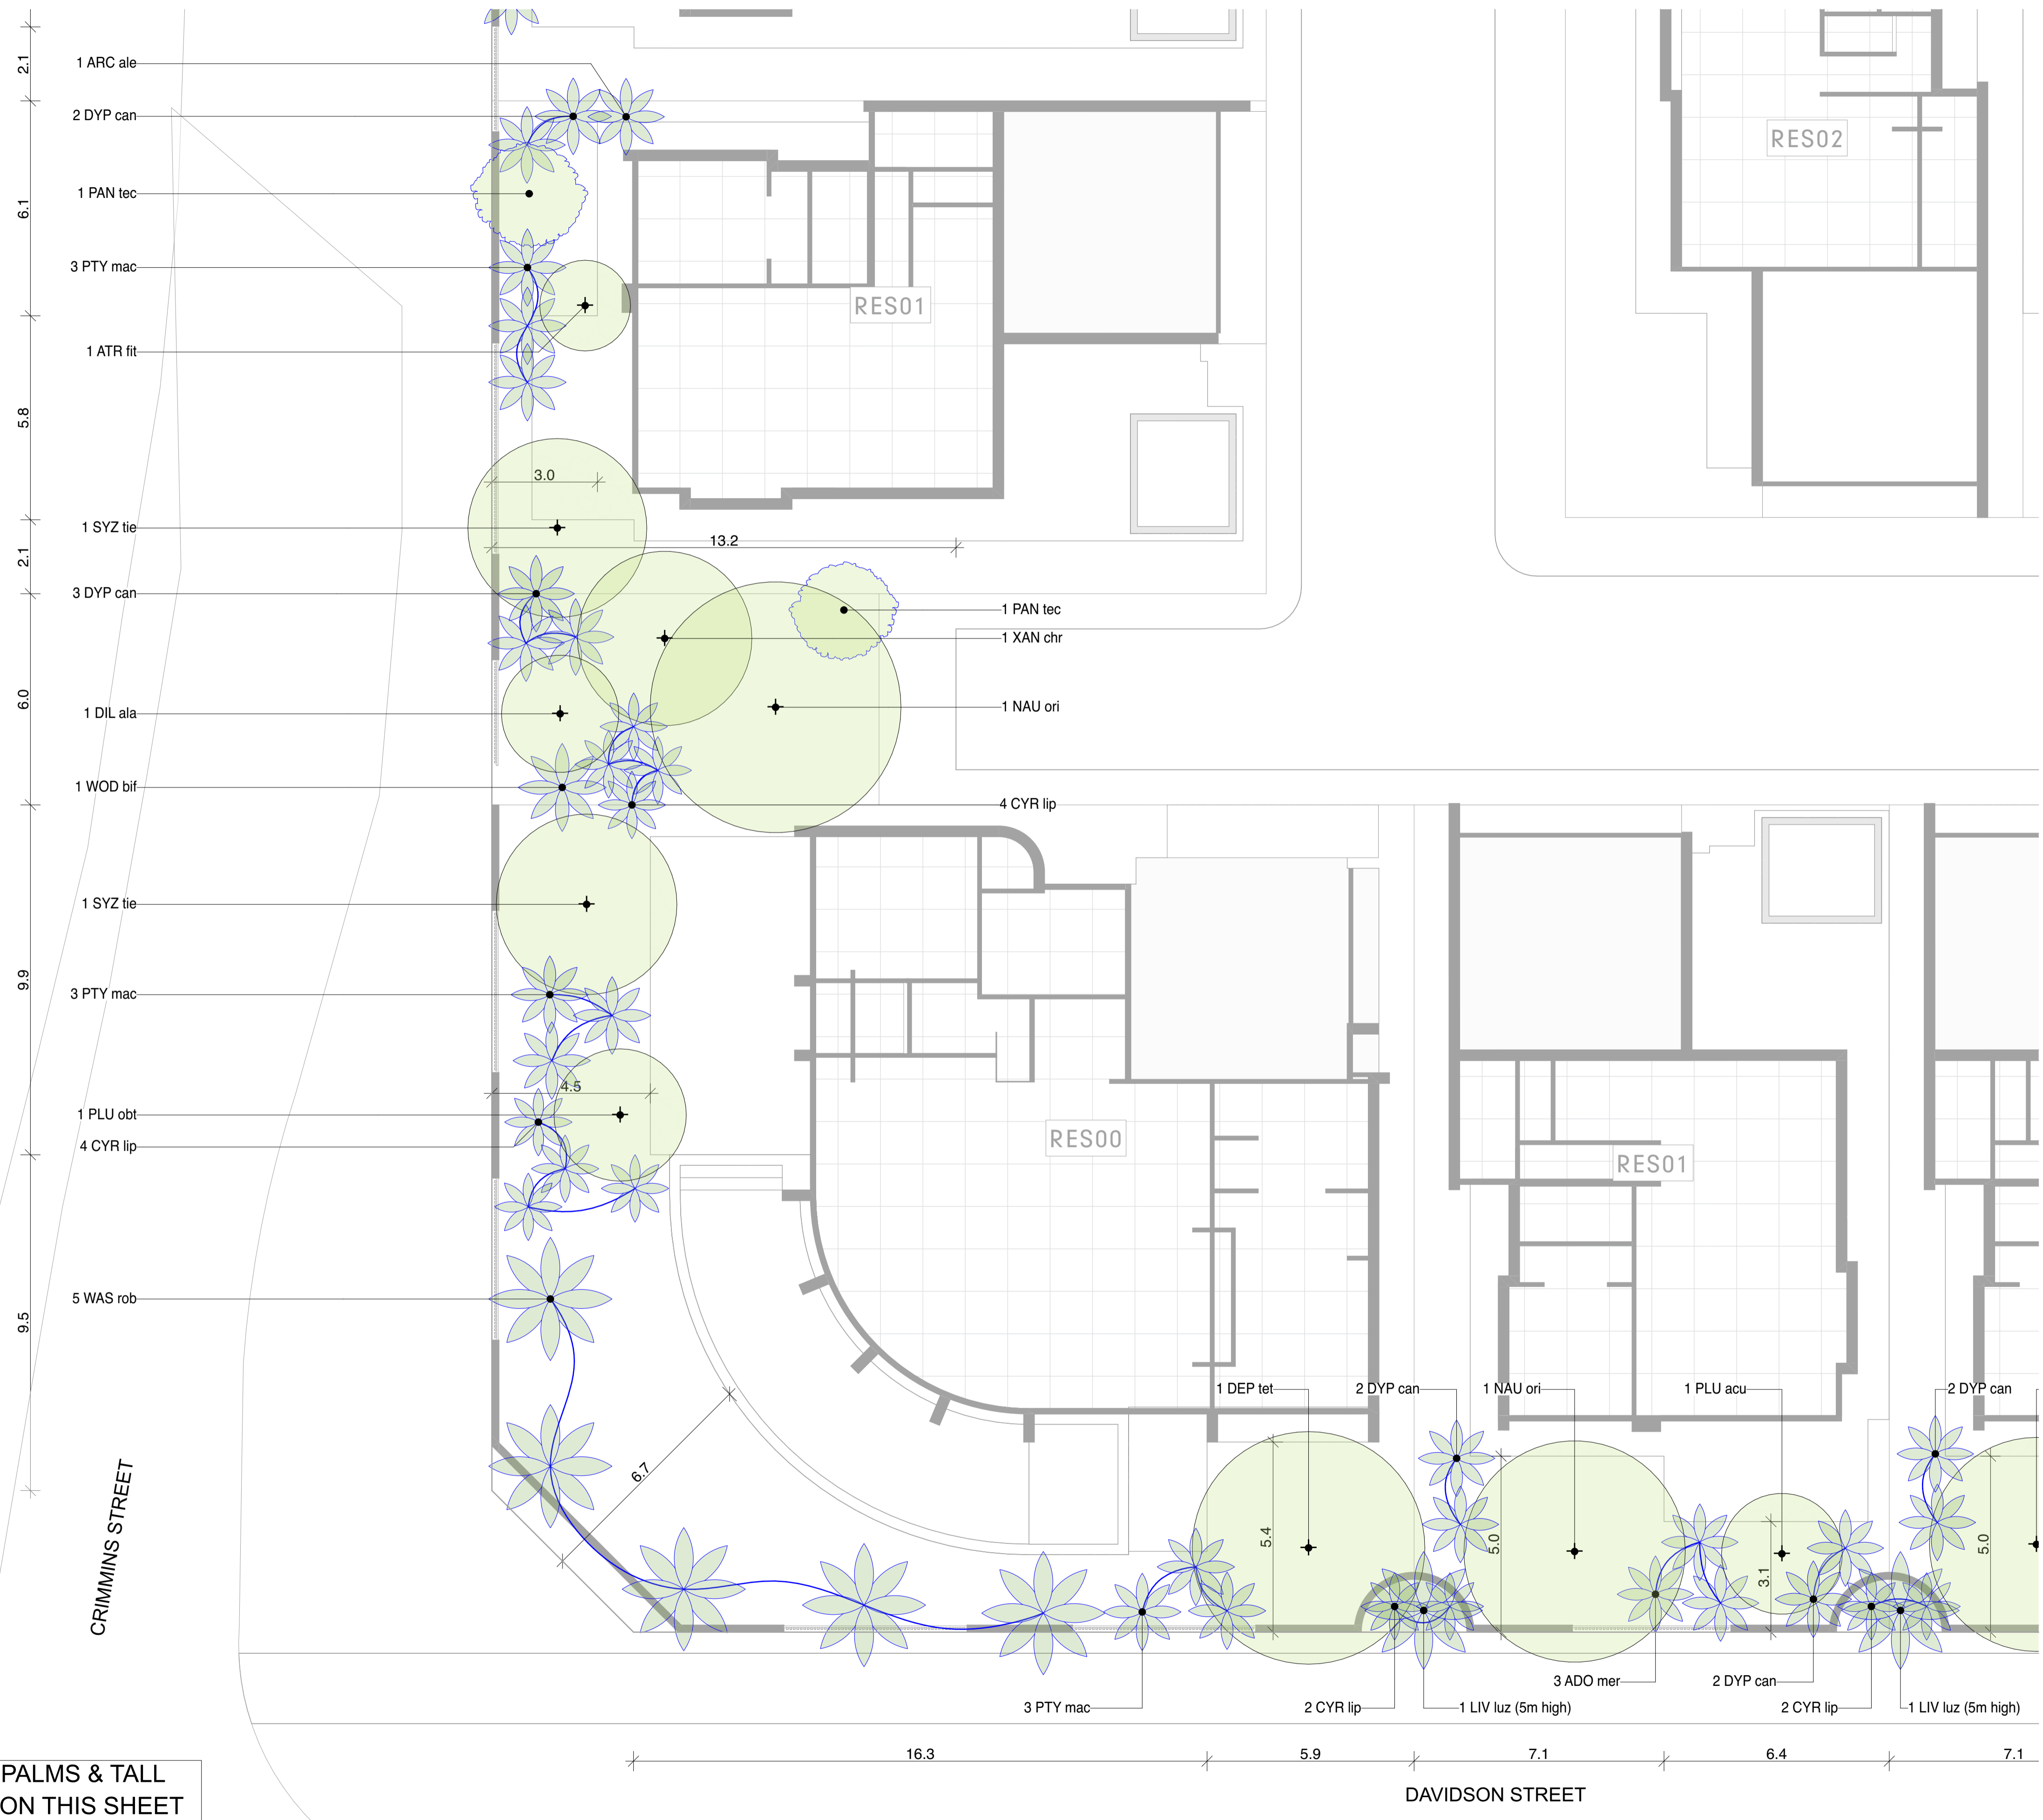 2.1
1 ARC ale
2 DYP can
RES02
1 PAN tec
6.1
3 PTY mac
RES01
1 ATR fit
5.8
3.0
1 SYZ tie
13.2
2.1
3 DYP can
1 PAN tec
1 XAN chr
6.0
1 DIL ala
1 NAU ori
1 WOD bif
4 CYR lip
1 SYZ tie
9.9
3 PTY mac
4.5
1 PLU obt
4 CYR lip
RES00
RES01
5 WAS rob
9.5
1 DEP tet
2 DYP can
1 NAU ori
1 PLU acu
2 DYP can
6.7
5.4
5.0
3.1
5.0
CRIMMINS STREET
3 ADO mer
2 DYP can
3 PTY mac
2 CYR lip
1 LIV luz (5m high)
2 CYR lip
1 LIV luz (5m high)
16.3
5.9
7.1
6.4
7.1
DAVIDSON STREET
PALMS & TALL
ON THIS SHEET